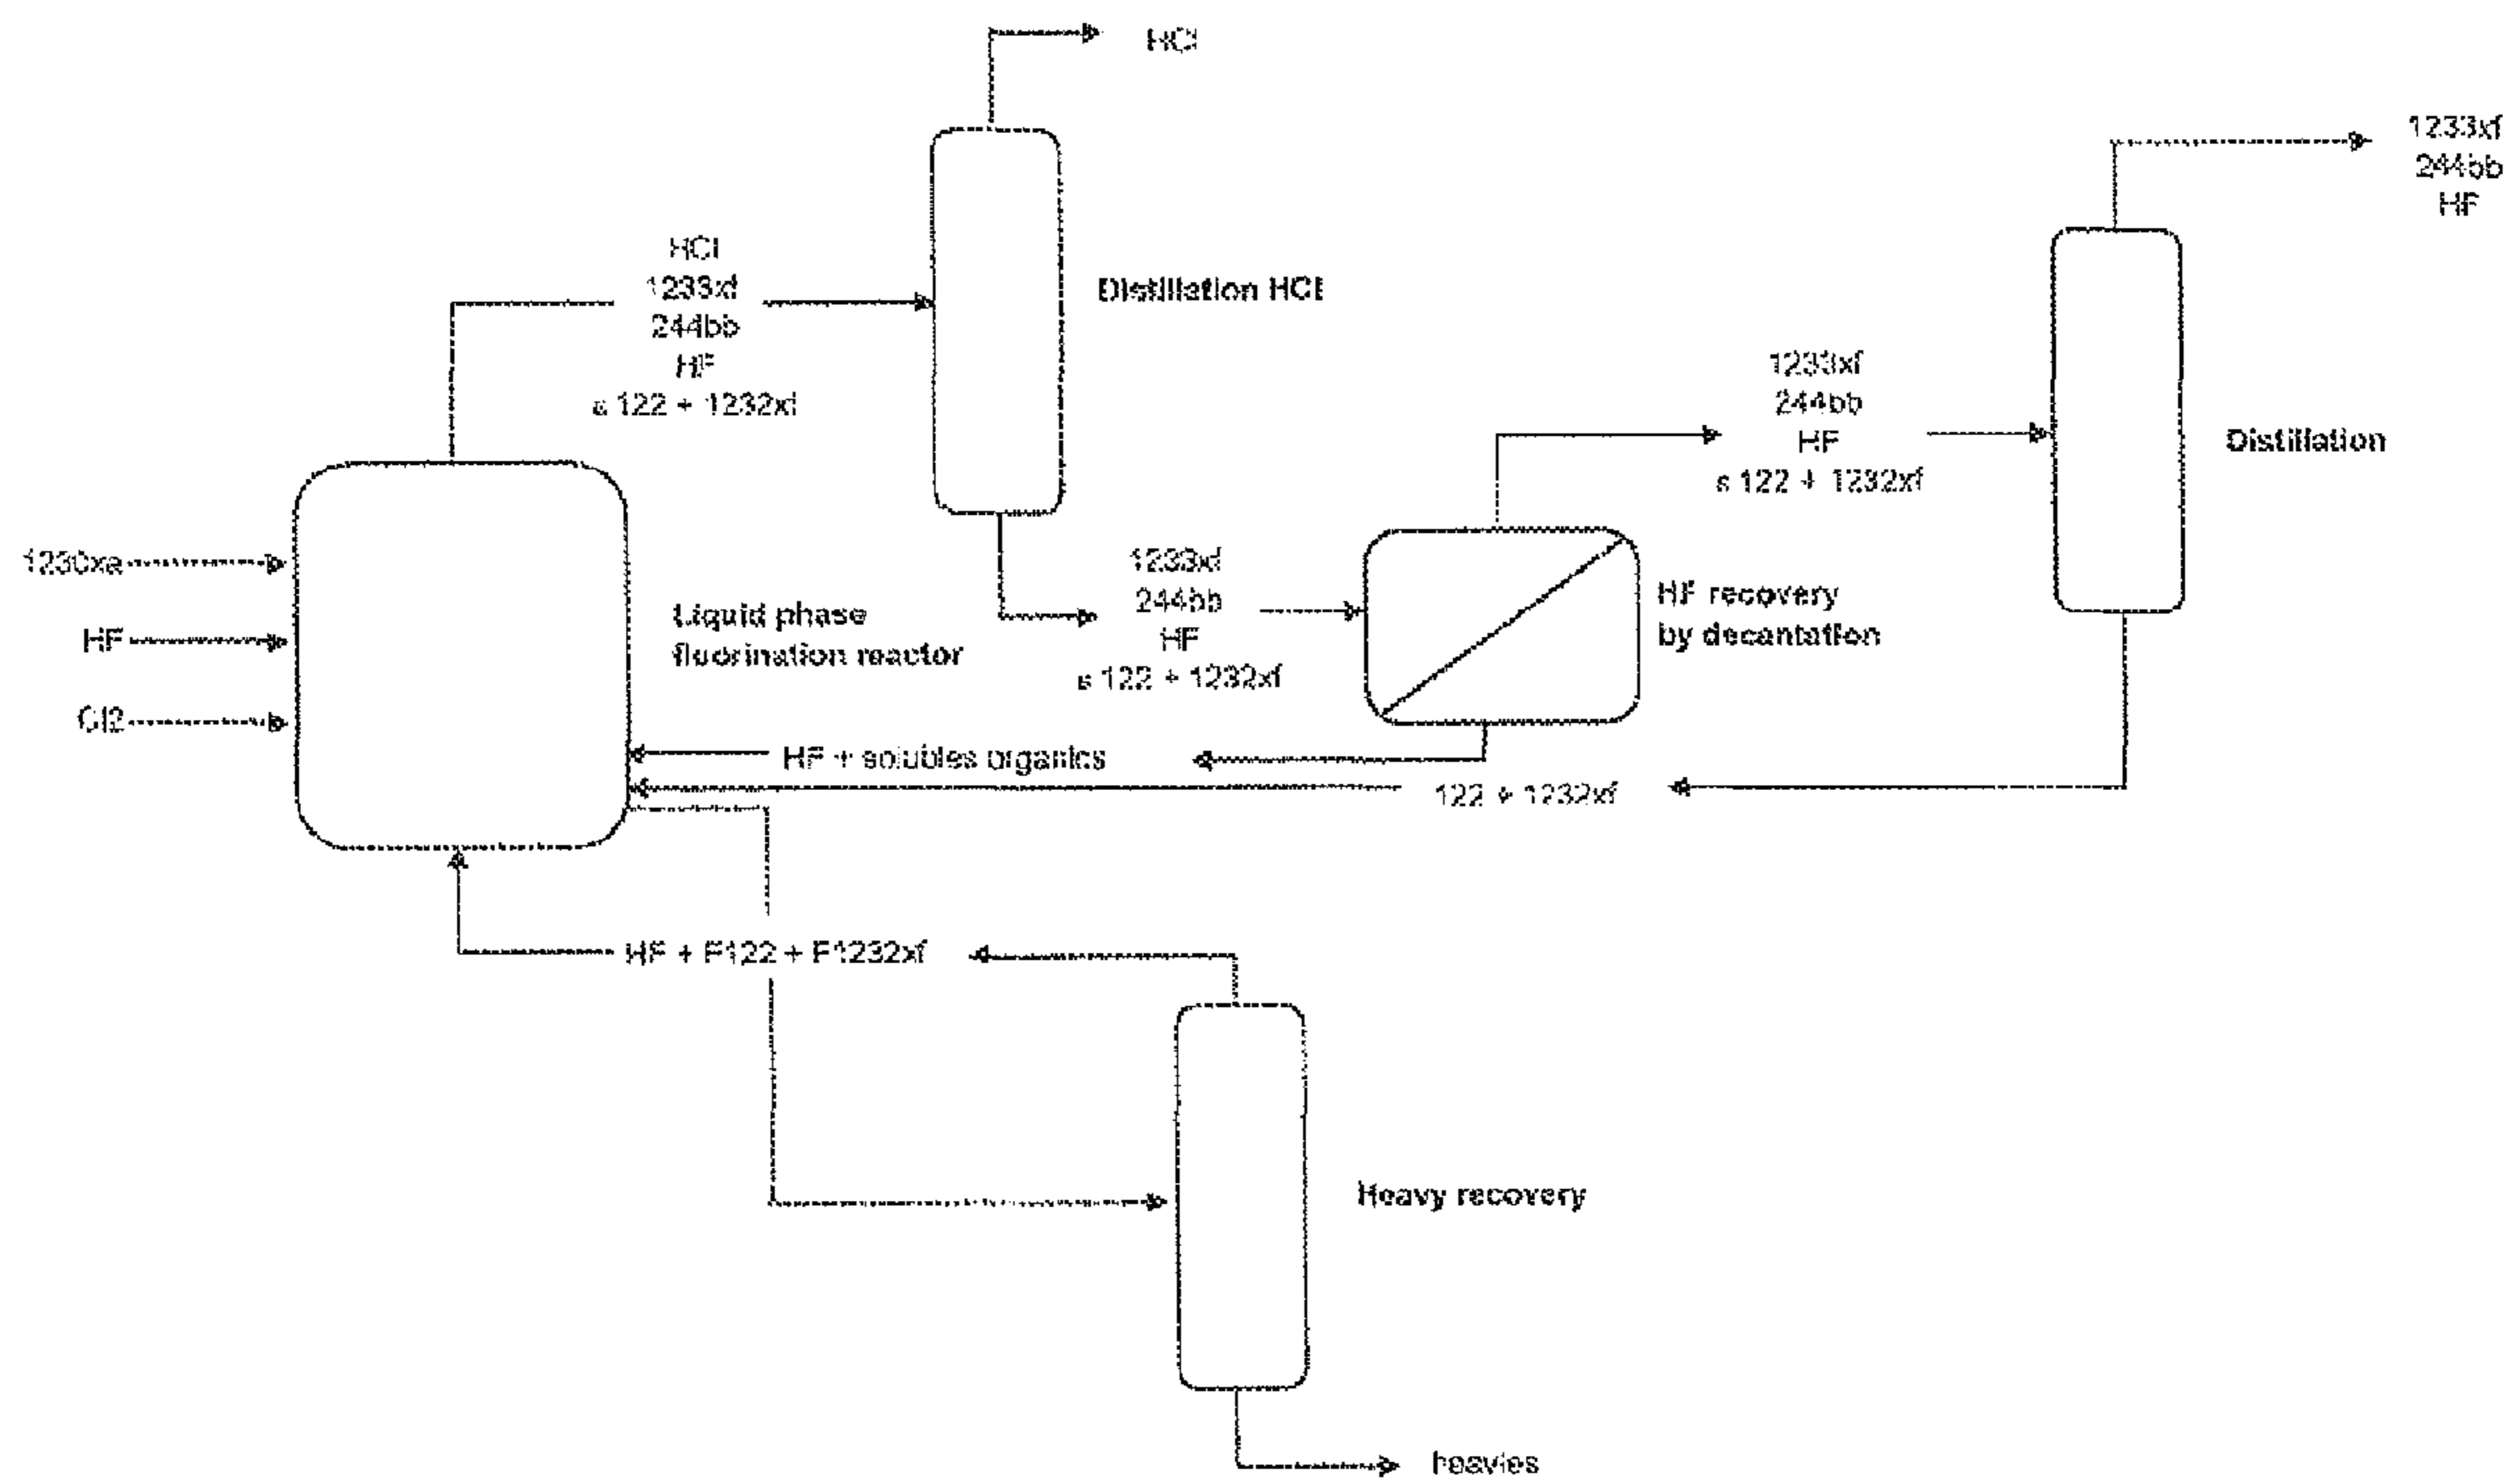 HCl
1233xf
244bb
HF
HCl
1233xf
244bb
HF
s 122 + 1232xf
Distillation HCl
1233xf
244bb
HF
s 122 + 1232xf
Distillation
1230xa
HF
Cl2
Liquid phase
fluorination reactor
1233xf
244bb
HF
s 122 + 1232xf
HF recovery
by decantation
HF + solubles organics
122 + 1232xf
HF + F122 + F1232xf
Heavy recovery
heavies